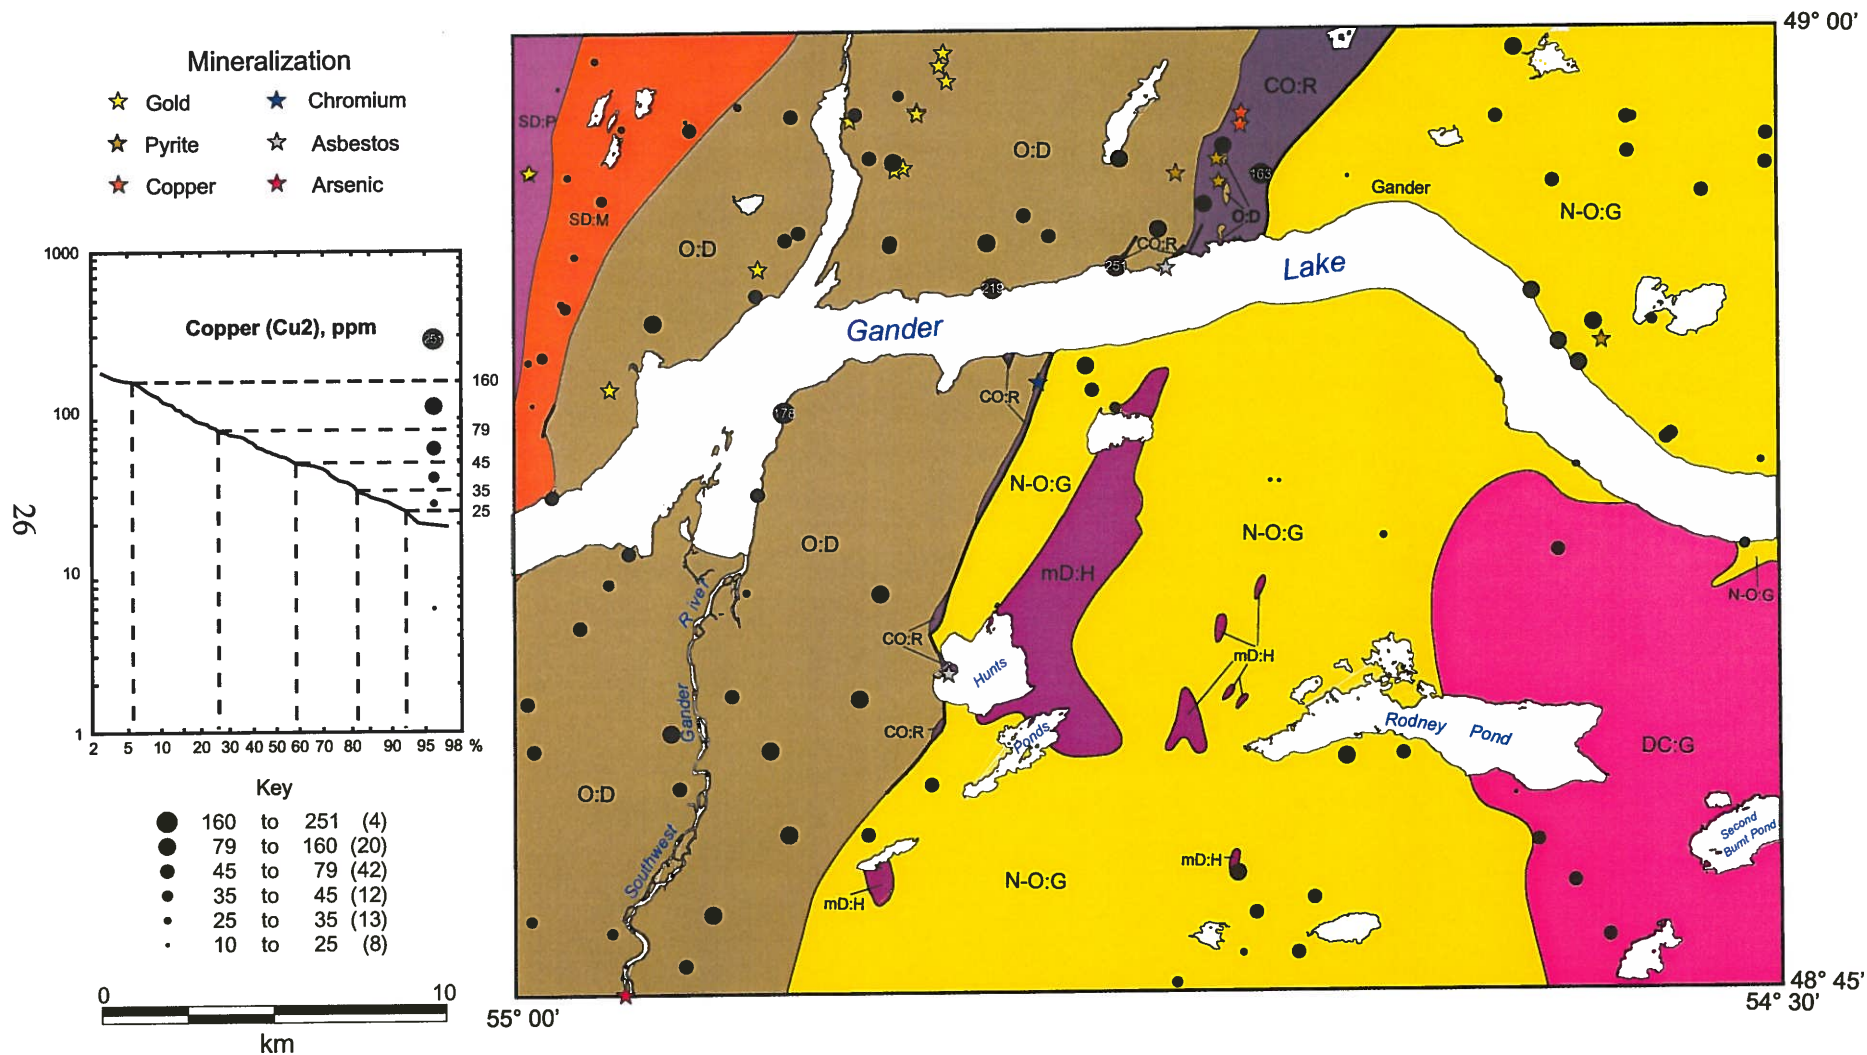 Mineralization
Gold
Chromium
Pyrite
Asbestos
Copper
Arsenic
Copper (Cu2), ppm
1000
100
10
1
251
160
79
45
35
25
2 5 10 20 30 40 50 60 70 80 90 95 98 %
Key
160 to 251 (4)
79 to 160 (20)
45 to 79 (42)
35 to 45 (12)
25 to 35 (13)
10 to 25 (8)
0 10
km
26
49° 00'
48° 45'
55° 00'
54° 30'
SD:P
SD:M
O:D
O:D
CO:R
163
O:D
CO:R
251
219
Gander
N-O:G
Gander
Lake
178
CO:R
N-O:G
O:D
mD:H
N-O:G
DC:G
N-O:G
River
Gander
Southwest
CO:R
Hunts
Ponds
CO:R
mD:H
Rodney Pond
O:D
Second
Burnt Pond
mD:H
N-O:G
mD:H